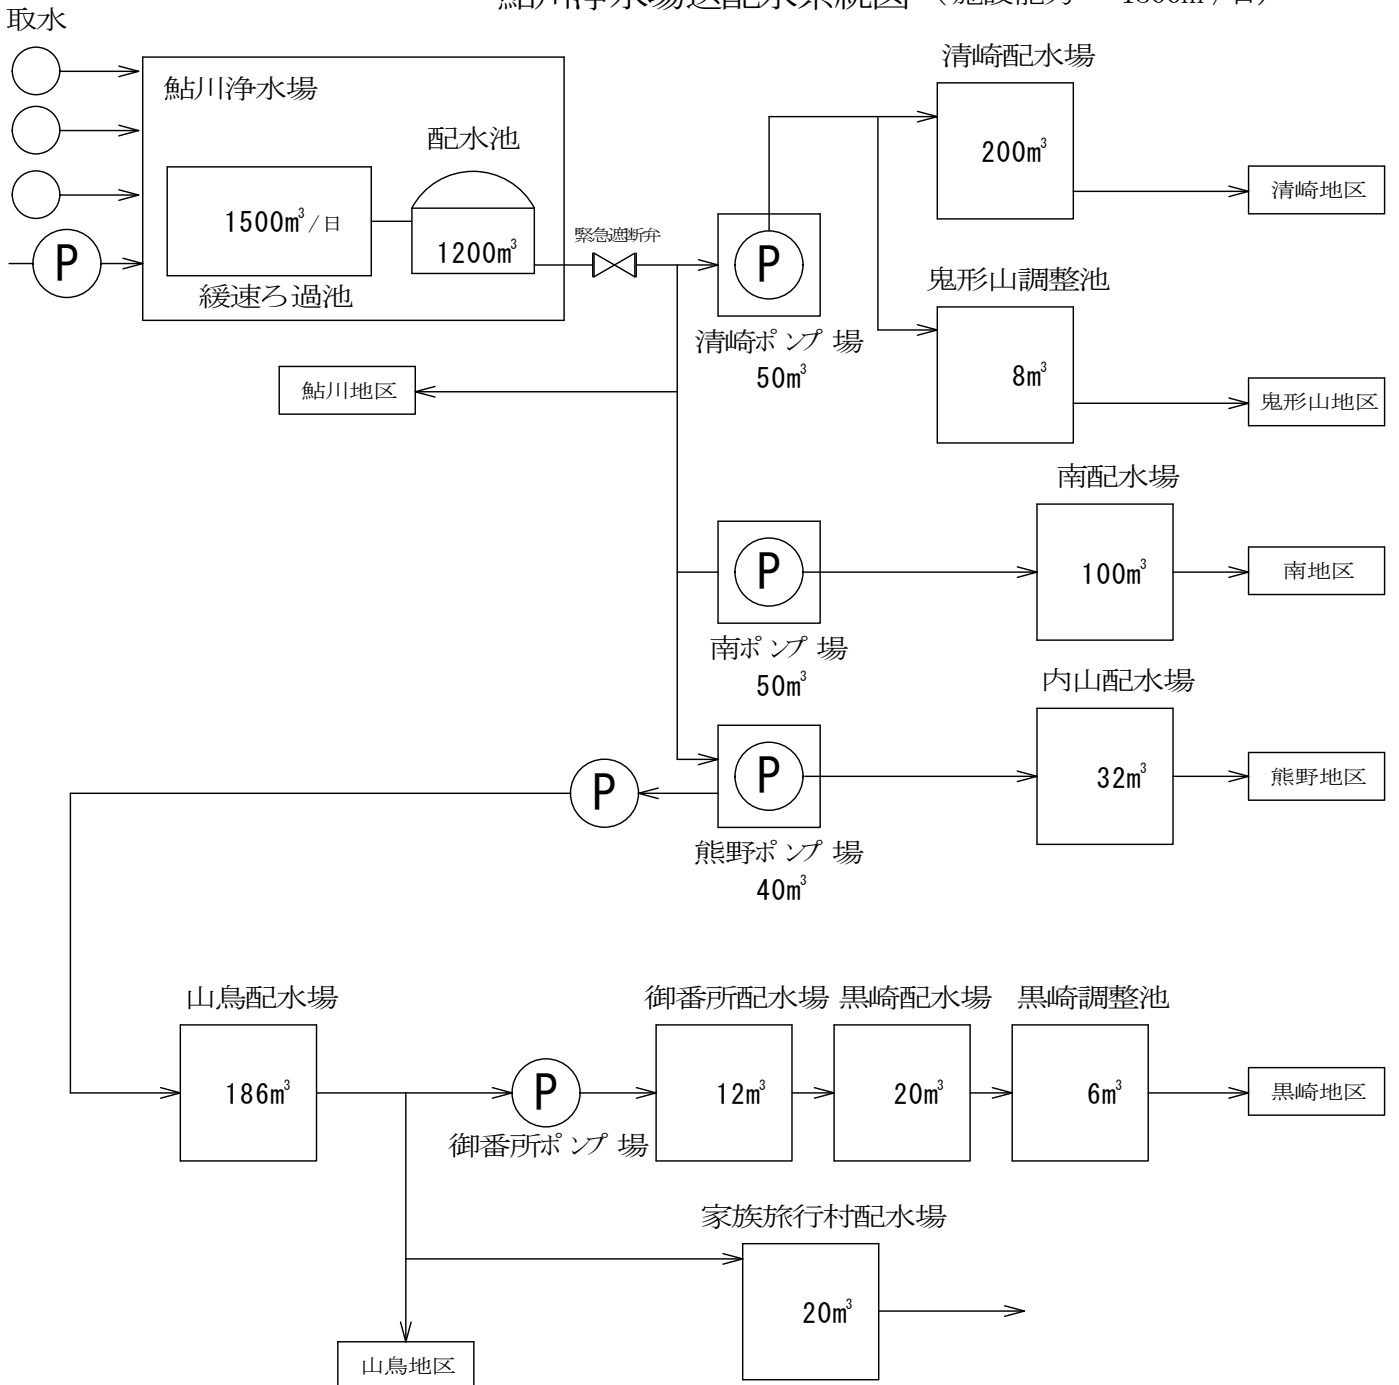 取水
鮎川浄水場
配水池
1500m³/日
1200m³
緩速ろ過池
緊急遮断弁
P
P
清崎ポンプ場
50m³
清崎配水場
200m³
清崎地区
鬼形山調整池
8m³
鬼形山地区
鮎川地区
P
南ポンプ場
50m³
南配水場
100m³
南地区
P
熊野ポンプ場
40m³
内山配水場
32m³
熊野地区
P
山鳥配水場
186m³
P
御番所ポンプ場
御番所配水場
12m³
黒崎配水場
20m³
黒崎調整池
6m³
黒崎地区
家族旅行村配水場
20m³
山鳥地区